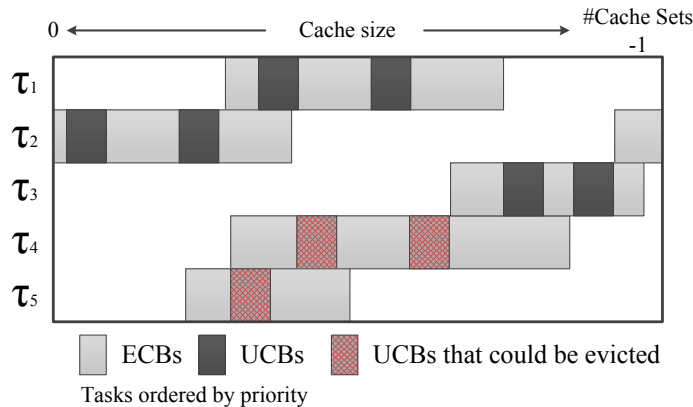 0 Cache size #Cache Sets
-1
τ1
τ2
τ3
τ4
τ5
ECBs UCBs UCBs that could be evicted
Tasks ordered by priority